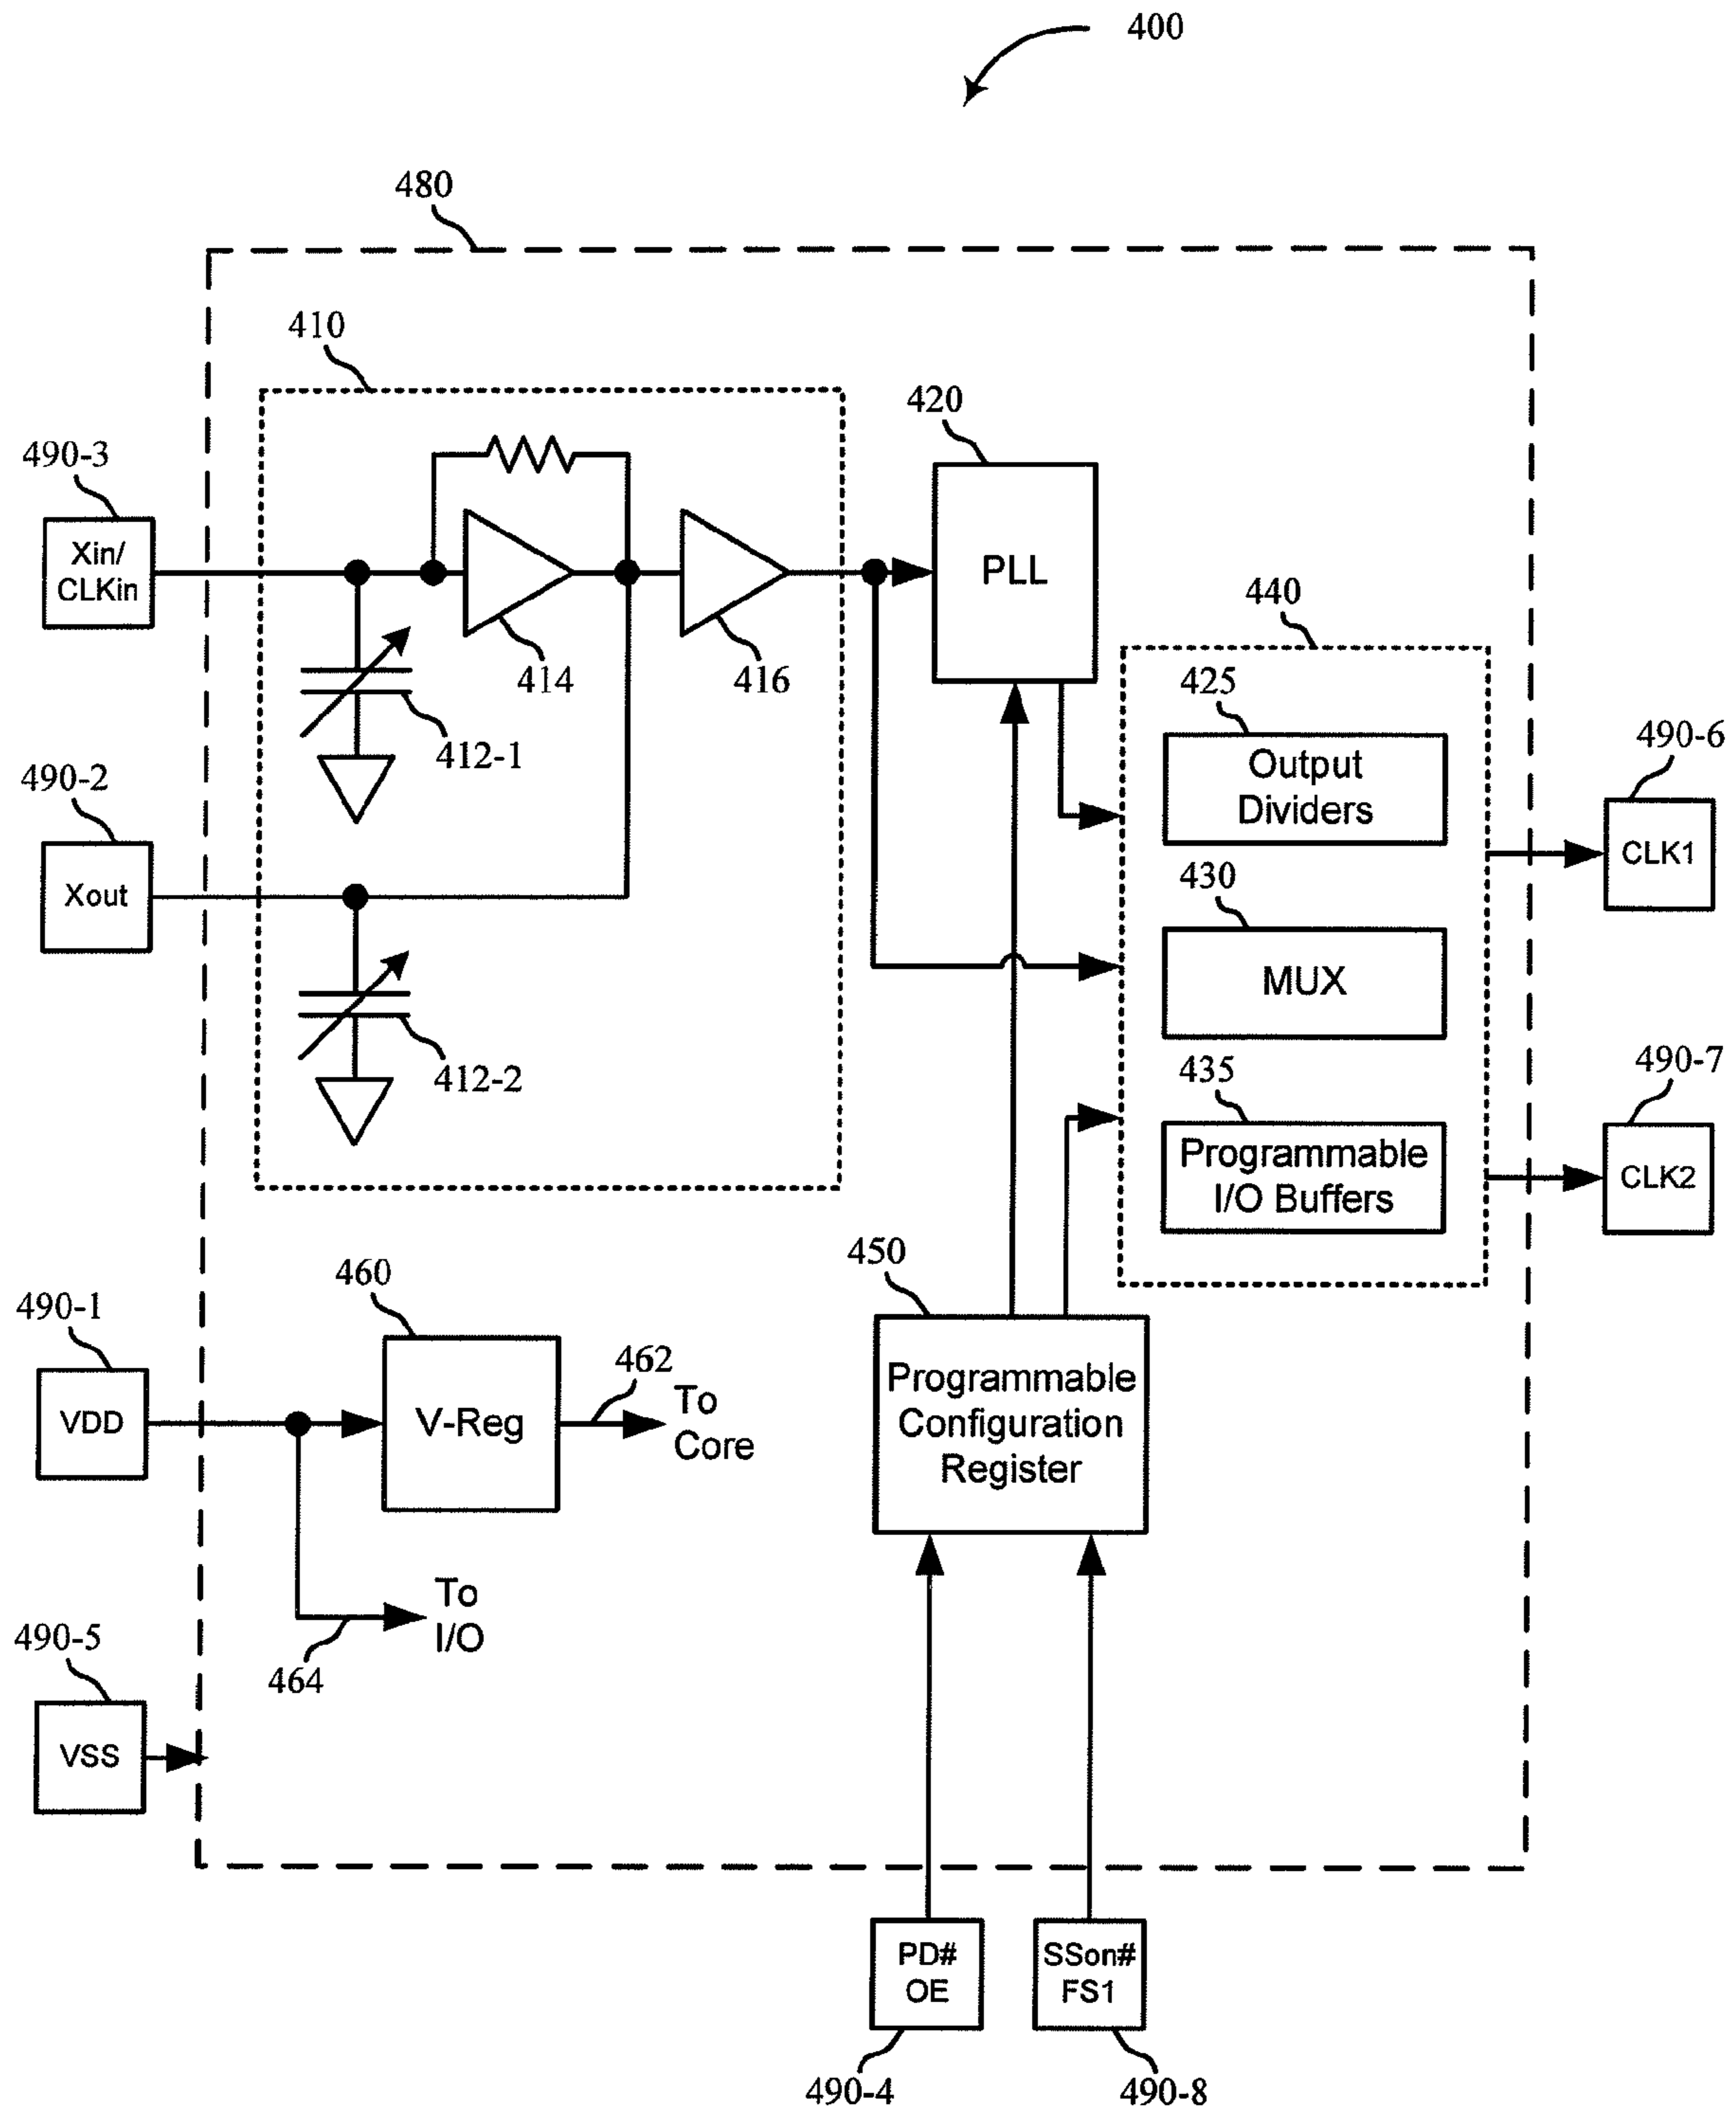 400
480
410
420
490-3
Xin/
CLKin
PLL
440
414
416
425
412-1
Output
Dividers
490-6
CLK1
490-2
Xout
430
MUX
412-2
435
490-7
Programmable
I/O Buffers
CLK2
450
460
490-1
462
VDD
V-Reg
To
Core
Programmable
Configuration
Register
To
I/O
464
490-5
VSS
PD#
OE
SSon#
FS1
490-4
490-8